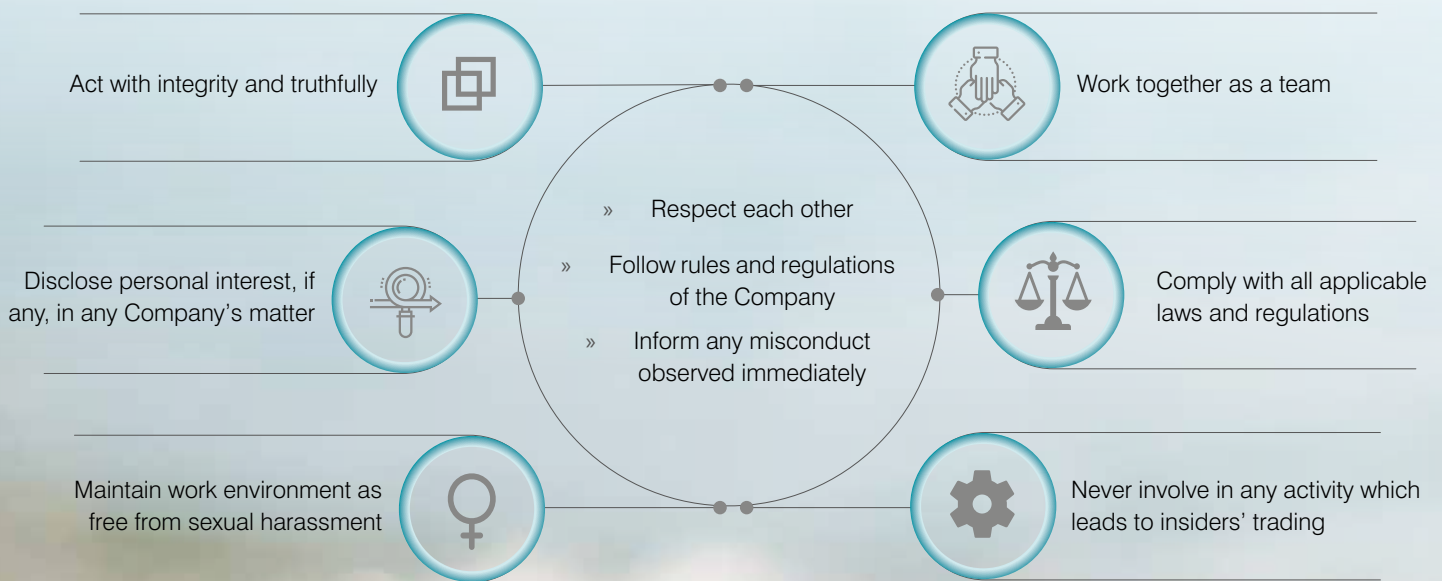 Act with integrity and truthfully
Work together as a team
» Respect each other
» Follow rules and regulations
of the Company
» Inform any misconduct
observed immediately
Disclose personal interest, if
any, in any Company's matter
Comply with all applicable
laws and regulations
Maintain work environment as
free from sexual harassment
Never involve in any activity which
leads to insiders' trading